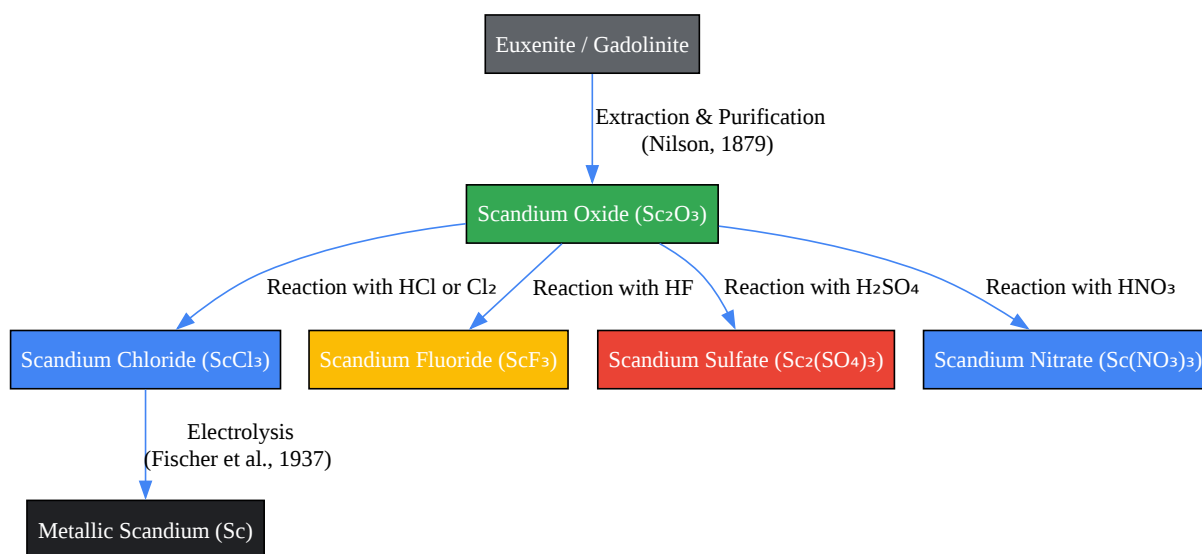 Euxenite / Gadolinite
Extraction & Purification
(Nilson, 1879)
Scandium Oxide (Sc₂O₃)
Reaction with HCl or Cl₂
Reaction with HF
Reaction with H₂SO₄
Reaction with HNO₃
Scandium Chloride (ScCl₃)
Scandium Fluoride (ScF₃)
Scandium Sulfate (Sc₂(SO₄)₃)
Scandium Nitrate (Sc(NO₃)₃)
Electrolysis
(Fischer et al., 1937)
Metallic Scandium (Sc)